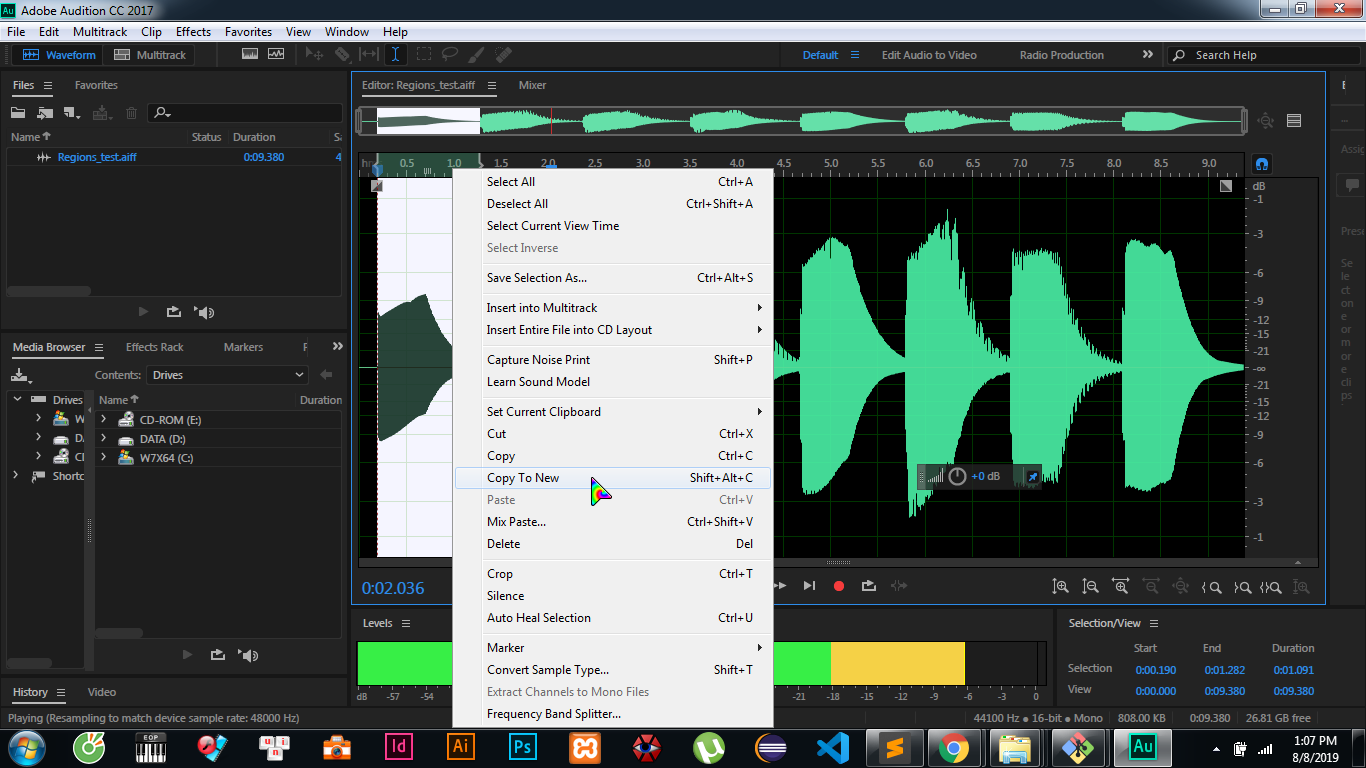 Au Adobe Audition CC 2017
File Edit Multitrack Clip Effects Favorites View Window Help
Waveform Multitrack Default Edit Audio to Video Radio Production Search Help
Files Favorites
Name Status Duration
Regions_test.aiff 0:09.380 4
Editor: Regions_test.aiff Mixer
hr 0.5 1.0 1.5 2.0 2.5 3.0 3.5 4.0 4.5 5.0 5.5 6.0 6.5 7.0 7.5 8.0 8.5 9.0
dB
-1
-3
-6
-9
-12
-15
-21
-∞
-21
-15
-12
-9
-6
-3
-1
+0 dB
Select All Ctrl+A
Deselect All Ctrl+Shift+A
Select Current View Time
Select Inverse
Save Selection As... Ctrl+Alt+S
Insert into Multitrack
Insert Entire File into CD Layout
Capture Noise Print Shift+P
Learn Sound Model
Set Current Clipboard
Cut Ctrl+X
Copy Ctrl+C
Copy To New Shift+Alt+C
Paste Ctrl+V
Mix Paste... Ctrl+Shift+V
Delete Del
Crop Ctrl+T
Silence
Auto Heal Selection Ctrl+U
Marker
Convert Sample Type... Shift+T
Extract Channels to Mono Files
Frequency Band Splitter...
Media Browser Effects Rack Markers
Contents: Drives
Drives
Name Duration
CD-ROM (E:)
DATA (D:)
W7X64 (C:)
W
D
C
Shortc
Assig
Prese
Se
le
ct
on
e
or
m
or
e
cli
ps
0:02.036
Levels
dB -57 -54 -21 -18 -15 -12 -9 -6 -3 0
Selection/View
Start End Duration
Selection 0:00.190 0:01.282 0:01.091
View 0:00.000 0:09.380 0:09.380
History Video
Playing (Resampling to match device sample rate: 48000 Hz)
44100 Hz • 16-bit • Mono 808.00 KB 0:09.380 26.81 GB free
EOP
u n i
Id
Ai
Ps
Au
1:07 PM
8/8/2019